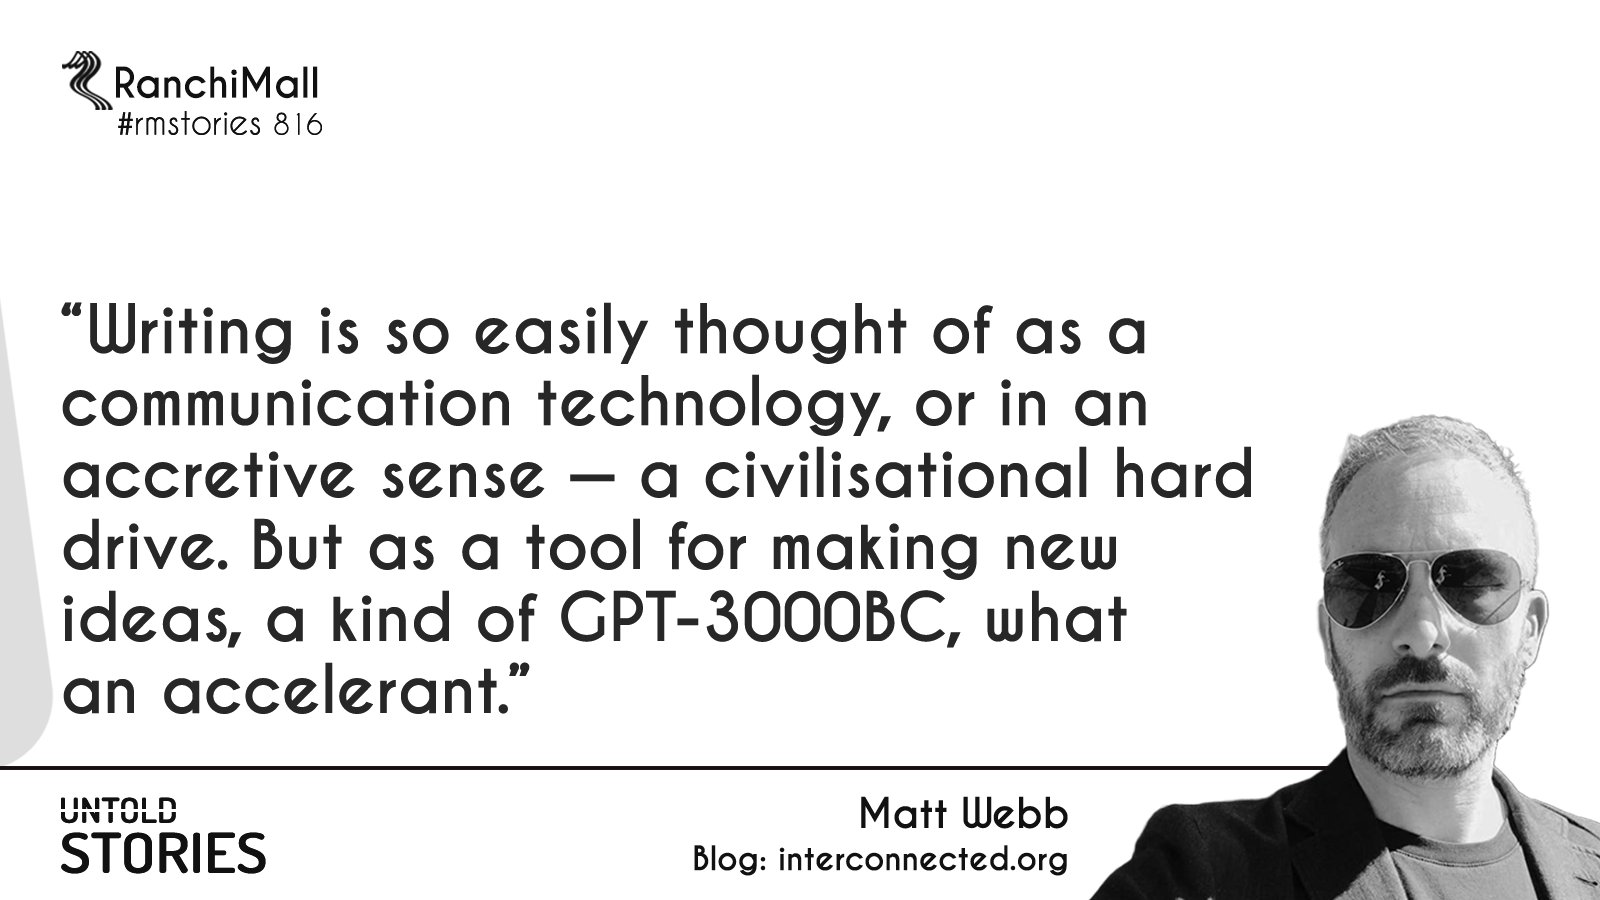 RanchiMall
#rmstories 816
“Writing is so easily thought of as a
communication technology, or in an
accretive sense — a civilisational hard
drive. But as a tool for making new
ideas, a kind of GPT-3000BC, what
an accelerant.”
UNTOLD
STORIES
Matt Webb
Blog: interconnected.org